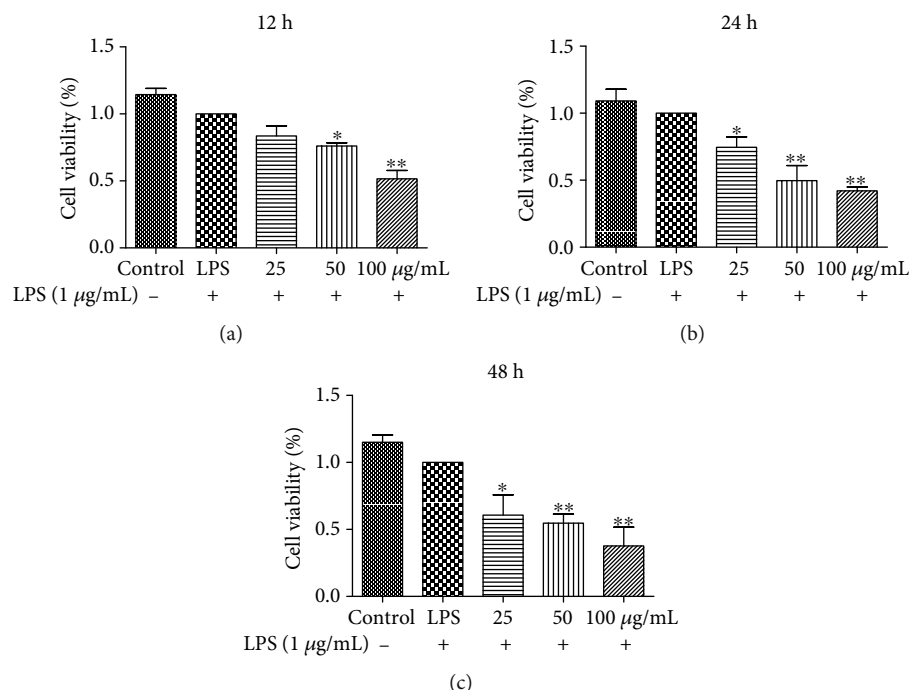 12 h
Cell viability (%)
1.5
1.0
0.5
0.0
** 
*
Control LPS 25 50 100 μg/mL
LPS (1 μg/mL) – + + + +
(a)
24 h
Cell viability (%)
1.5
1.0
0.5
0.0
*
**
**
Control LPS 25 50 100 μg/mL
LPS (1 μg/mL) – + + + +
(b)
48 h
Cell viability (%)
1.5
1.0
0.5
0.0
*
**
**
Control LPS 25 50 100 μg/mL
LPS (1 μg/mL) – + + + +
(c)